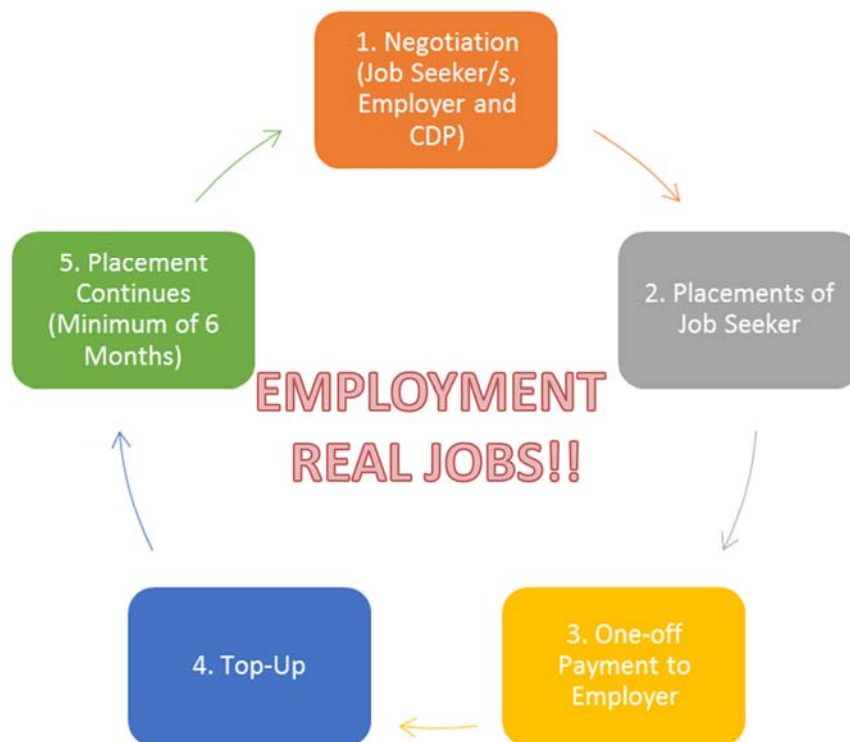 1. Negotiation
(Job Seeker/s,
Employer and
CDP)
2. Placements of
Job Seeker
3. One-off
Payment to
Employer
4. Top-Up
5. Placement
Continues
(Minimum of 6
Months)
EMPLOYMENT
REAL JOBS!!